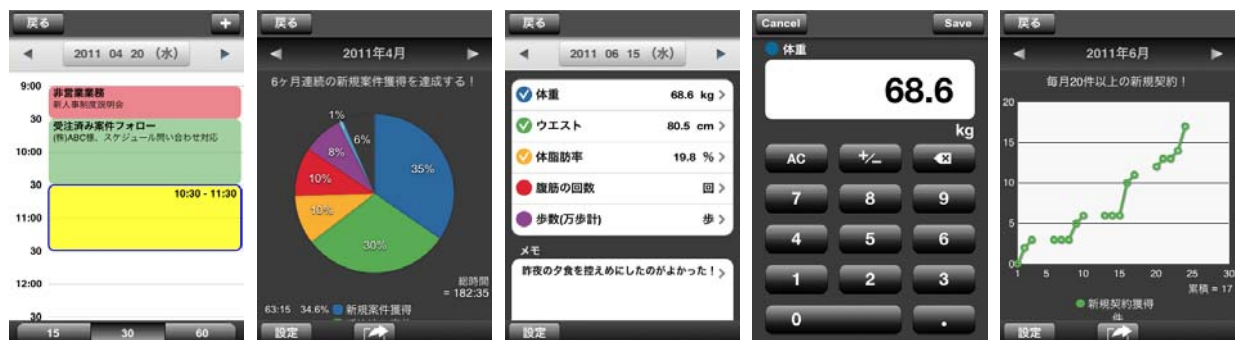 戻る
+
2011 04 20 (水)
9:00
非営業業務
新人事制度説明会
30
受注済み案件フォロー
(株)ABC様、スケジュール問い合わせ対応
10:00
30
10:30 - 11:30
11:00
30
12:00
30
15 30 60
戻る
2011年4月
6ヶ月連続の新規案件獲得を達成する!
1%
6%
8%
35%
10%
10%
30%
総時間
= 182:35
63:15 34.6% 新規案件獲得
設定
戻る
2011 06 15 (水)
体重 68.6 kg
ウエスト 80.5 cm
体脂肪率 19.8 %
腹筋の回数 回
歩数(万歩計) 歩
メモ
昨夜の夕食を控えめにしたのがよかった!
設定
Cancel Save
体重
68.6
kg
AC +/−
7 8 9
4 5 6
1 2 3
0 .
戻る
2011年6月
毎月20件以上の新規契約!
20
15
10
5
0
1 5 10 15 20 25 30
累積 = 17
新規契約獲得
件
設定